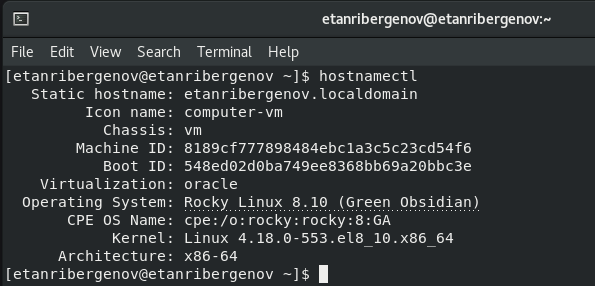 etanribergenov@etanribergenov:~
File Edit View Search Terminal Help
[etanribergenov@etanribergenov ~]$ hostnamectl
Static hostname: etanribergenov.localdomain
Icon name: computer-vm
Chassis: vm
Machine ID: 8189cf777898484ebc1a3c5c23cd54f6
Boot ID: 548ed02d0ba749ee8368bb69a20bbc3e
Virtualization: oracle
Operating System: Rocky Linux 8.10 (Green Obsidian)
CPE OS Name: cpe:/o:rocky:rocky:8:GA
Kernel: Linux 4.18.0-553.el8_10.x86_64
Architecture: x86-64
[etanribergenov@etanribergenov ~]$